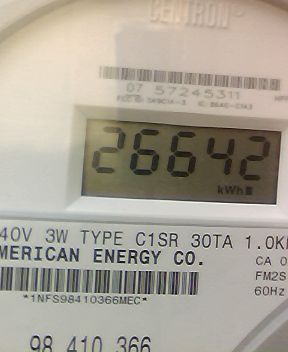 CENTRON®
07 57245311
26642
kWh
40V 3W TYPE C1SR 30TA 1.0K
MERICAN ENERGY CO.
CA 0
FM2S
*1NFS98410366MEC*
60Hz
98 410 366